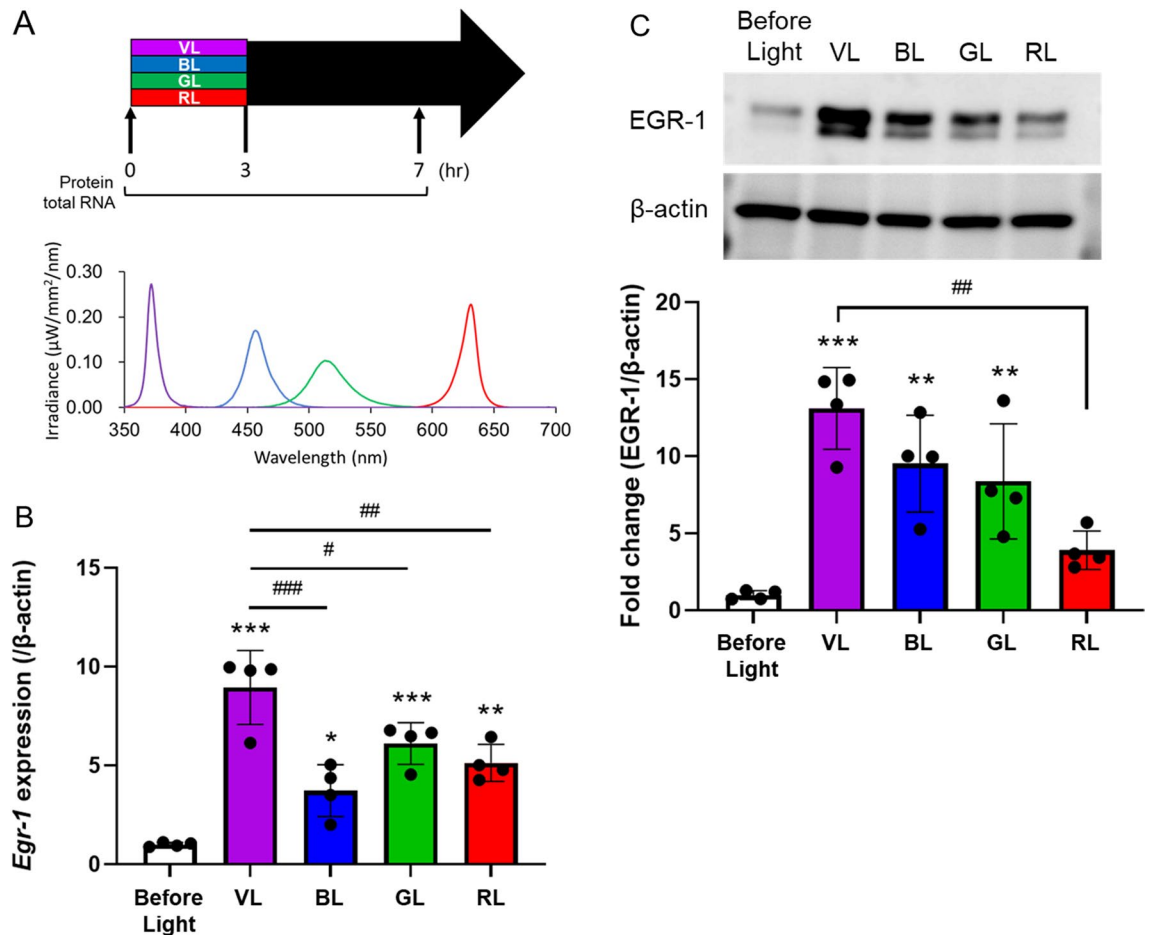 A
VL
BL
GL
RL
0 3 7 (hr)
Protein
total RNA
Irradiance (μW/mm²/nm)
0.30
0.20
0.10
0.00
350 400 450 500 550 600 650 700
Wavelength (nm)
B
Egr-1 expression (/β-actin)
##
#
###
15
10
5
0
***
*
***
**
Before
Light
VL
BL
GL
RL
C
Before
Light
VL
BL
GL
RL
EGR-1
β-actin
Fold change (EGR-1/β-actin)
##
20
15
10
5
0
***
**
**
Before
Light
VL
BL
GL
RL